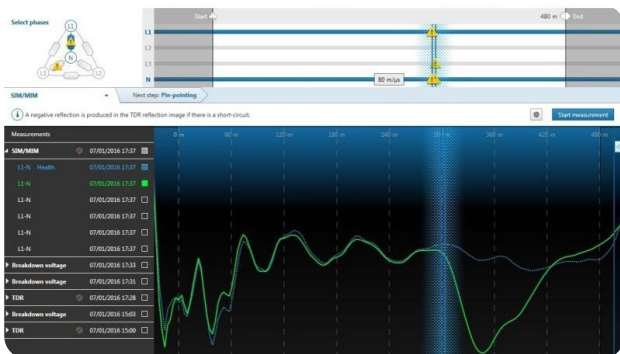 Select phases
L1
N
L3
L2
Start
480 m
End
L1
L2
L3
N
80 m/µs
SIM/MIM
Next step: Pin-pointing
A negative reflection is produced in the TDR reflection image if there is a short-circuit.
Start measurement
Measurements
0 m 60 m 120 m 180 m 240 m 300 m 360 m 420 m 480 m
SIM/MIM 07/01/2016 17:37
L1-N Health 07/01/2016 17:37
L1-N 07/01/2016 17:37
L1-N 07/01/2016 17:37
L1-N 07/01/2016 17:37
L1-N 07/01/2016 17:37
L1-N 07/01/2016 17:37
Breakdown voltage 07/01/2016 17:33
Breakdown voltage 07/01/2016 17:31
TDR 07/01/2016 17:28
Breakdown voltage 07/01/2016 15:03
TDR 07/01/2016 15:00